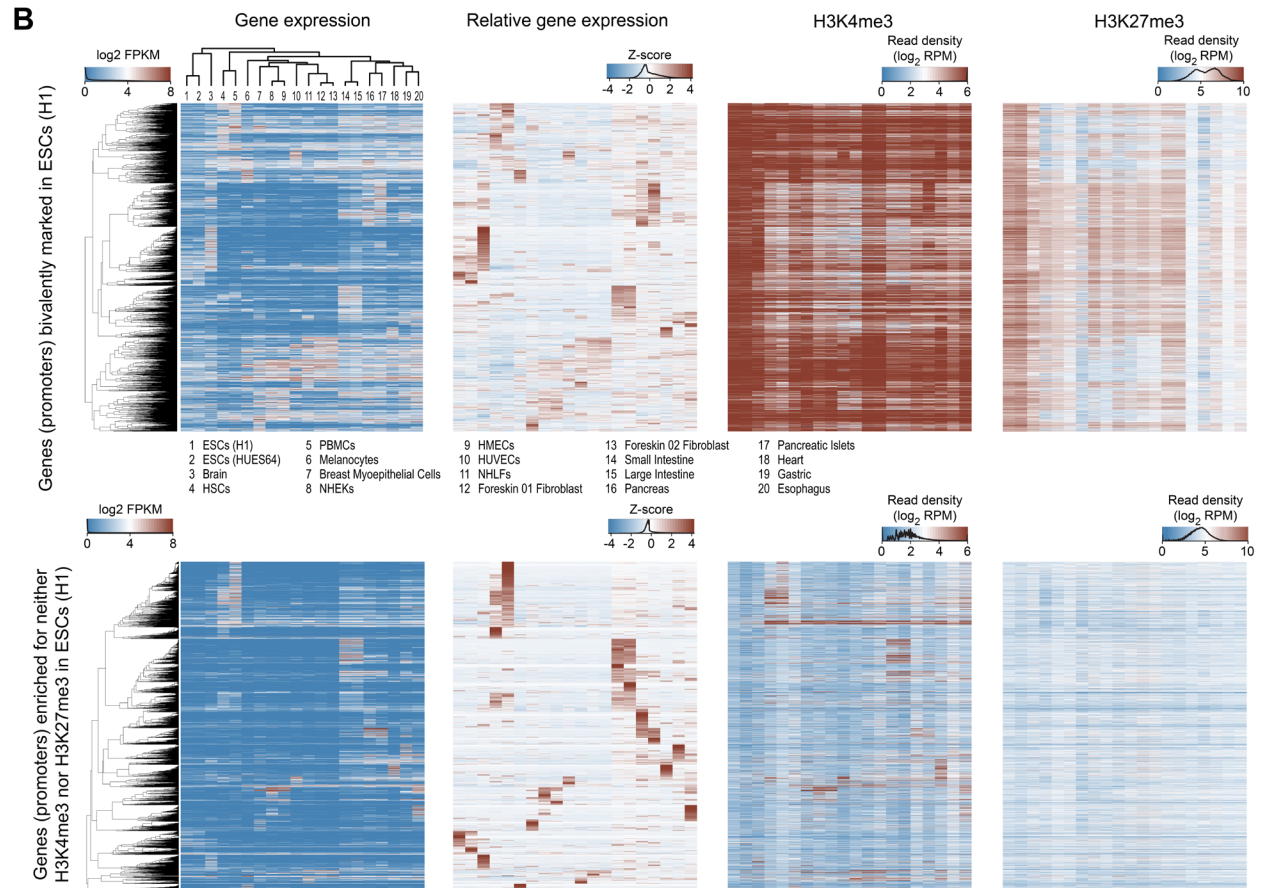 B
Gene expression
Relative gene expression
H3K4me3
H3K27me3
log2 FPKM
0 4 8
Z-score
-4 -2 0 2 4
Read density
(log2 RPM)
0 2 4 6
Read density
(log2 RPM)
0 5 10
1 2 3 4 5 6 7 8 9 10 11 12 13 14 15 16 17 18 19 20
Genes (promoters) bivalently marked in ESCs (H1)
1 ESCs (H1)
2 ESCs (HUES64)
3 Brain
4 HSCs
5 PBMCs
6 Melanocytes
7 Breast Myoepithelial Cells
8 NHEKs
9 HMECs
10 HUVECs
11 NHLFs
12 Foreskin 01 Fibroblast
13 Foreskin 02 Fibroblast
14 Small Intestine
15 Large Intestine
16 Pancreas
17 Pancreatic Islets
18 Heart
19 Gastric
20 Esophagus
log2 FPKM
0 4 8
Z-score
-4 -2 0 2 4
Read density
(log2 RPM)
0 2 4 6
Read density
(log2 RPM)
0 5 10
Genes (promoters) enriched for neither
H3K4me3 nor H3K27me3 in ESCs (H1)